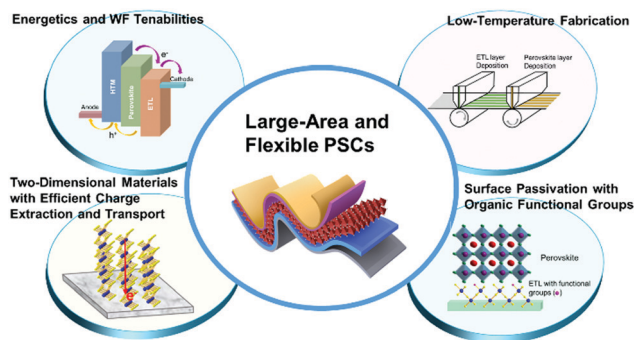 Energetics and WF Tenabilities
HTM
Perovskite
ETL
e-
Cathode
Anode
h+
Low-Temperature Fabrication
ETL layer
Deposition
Perovskite layer
Deposition
Large-Area and
Flexible PSCs
Two-Dimensional Materials
with Efficient Charge
Extraction and Transport
e-
Surface Passivation with
Organic Functional Groups
Perovskite
ETL with functional
groups (e)